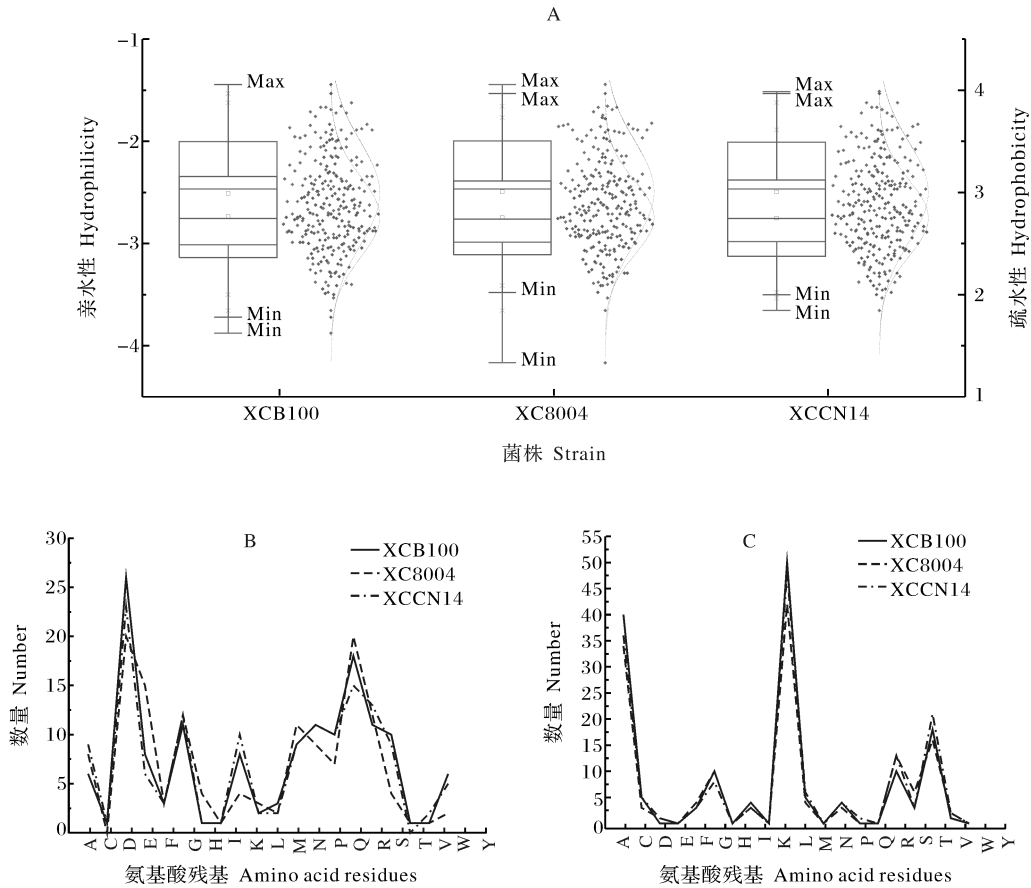 A
−1
−2
−3
−4
亲水性 Hydrophilicity
Max
Min
Min
Max
Max
Min
Min
Max
Max
Min
Min
4
3
2
1
疏水性 Hydrophobicity
XCB100 XC8004 XCCN14
菌株 Strain
B
30
25
20
15
10
5
0
数量 Number
XCB100
XC8004
XCCN14
A C D E F G H I K L M N P Q R S T V W Y
氨基酸残基 Amino acid residues
C
55
50
45
40
35
30
25
20
15
10
5
0
数量 Number
XCB100
XC8004
XCCN14
A C D E F G H I K L M N P Q R S T V W Y
氨基酸残基 Amino acid residues